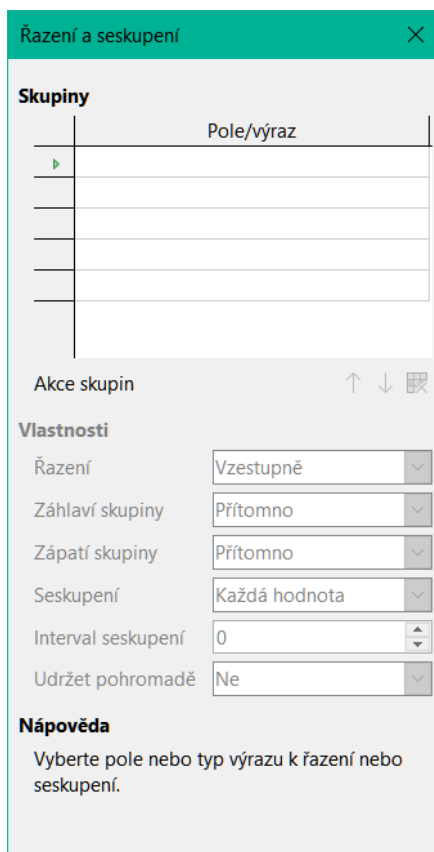 Řazení a seskupení
Skupiny
Pole/výraz
Akce skupin
Vlastnosti
Řazení Vzestupně
Záhlaví skupiny Přítomno
Zápatí skupiny Přítomno
Seskupení Každá hodnota
Interval seskupení 0
Udržet pohromadě Ne
Nápověda
Vyberte pole nebo typ výrazu k řazení nebo
seskupení.